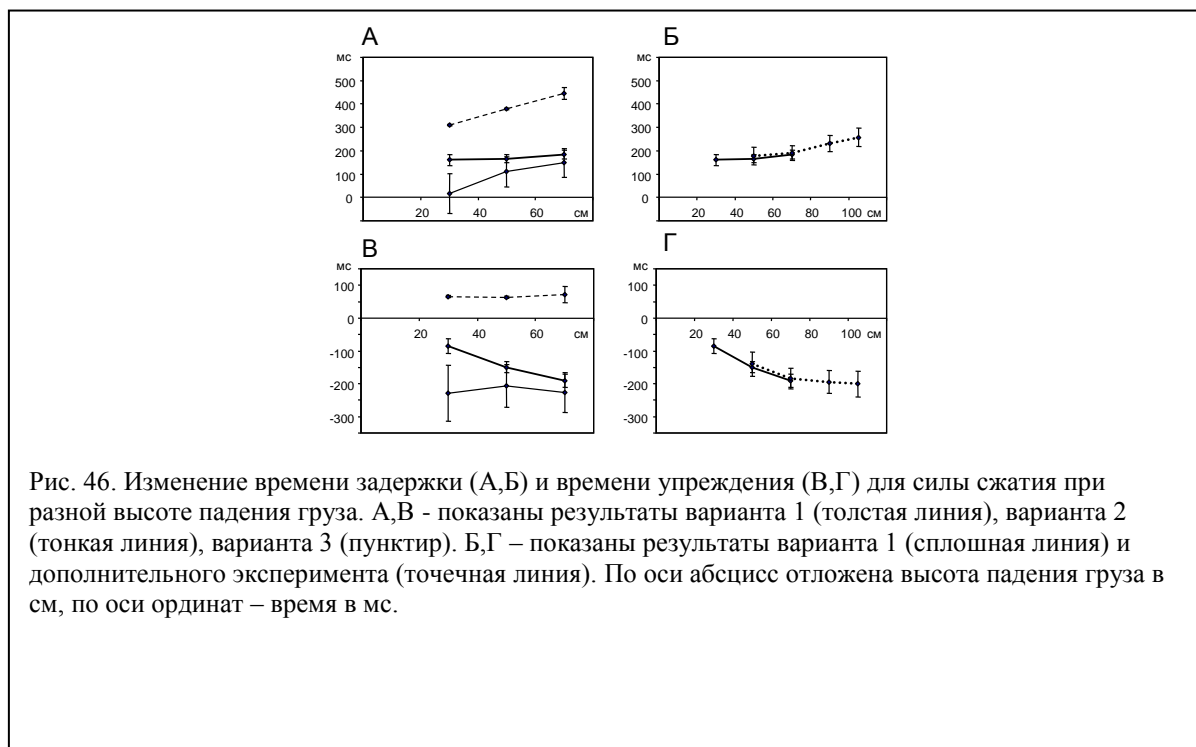 А Б
мс мс
500 500
400 400
300 300
200 200
100 100
0 0
20 40 60 см 20 40 60 80 100 см
В Г
мс мс
100 100
0 0
20 40 60 см 20 40 60 80 100 см
-100 -100
-200 -200
-300 -300
Рис. 46. Изменение времени задержки (А,Б) и времени упреждения (В,Г) для силы сжатия при
разной высоте падения груза. А,В - показаны результаты варианта 1 (толстая линия), варианта 2
(тонкая линия), варианта 3 (пунктир). Б,Г – показаны результаты варианта 1 (сплошная линия) и
дополнительного эксперимента (точечная линия). По оси абсцисс отложена высота падения груза в
см, по оси ординат – время в мс.